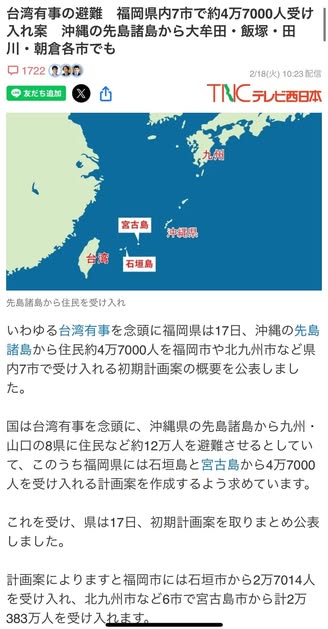 台湾有事の避難　福岡県内7市で約4万7000人受け
入れ案　沖縄の先島諸島から大牟田・飯塚・田
川・朝倉各市でも
1722
2/18(火) 10:23 配信
友だち追加
TNCテレビ西日本
九州
宮古島
沖縄県
台湾
石垣島
先島諸島から住民を受け入れ
いわゆる台湾有事を念頭に福岡県は17日、沖縄の先島
諸島から住民約4万7000人を福岡市や北九州市など県
内7市で受け入れる初期計画案の概要を公表しまし
た。
国は台湾有事を念頭に、沖縄県の先島諸島から九州・
山口の8県に住民など約12万人を避難させるとしてい
て、このうち福岡県には石垣島と宮古島から4万7000
人を受け入れる計画案を作成するよう求めています。
これを受け、県は17日、初期計画案を取りまとめ公表
しました。
計画案によりますと福岡市には石垣市から2万7014人
を受け入れ、北九州市など6市で宮古島市から計2万
383万人を受け入れます。